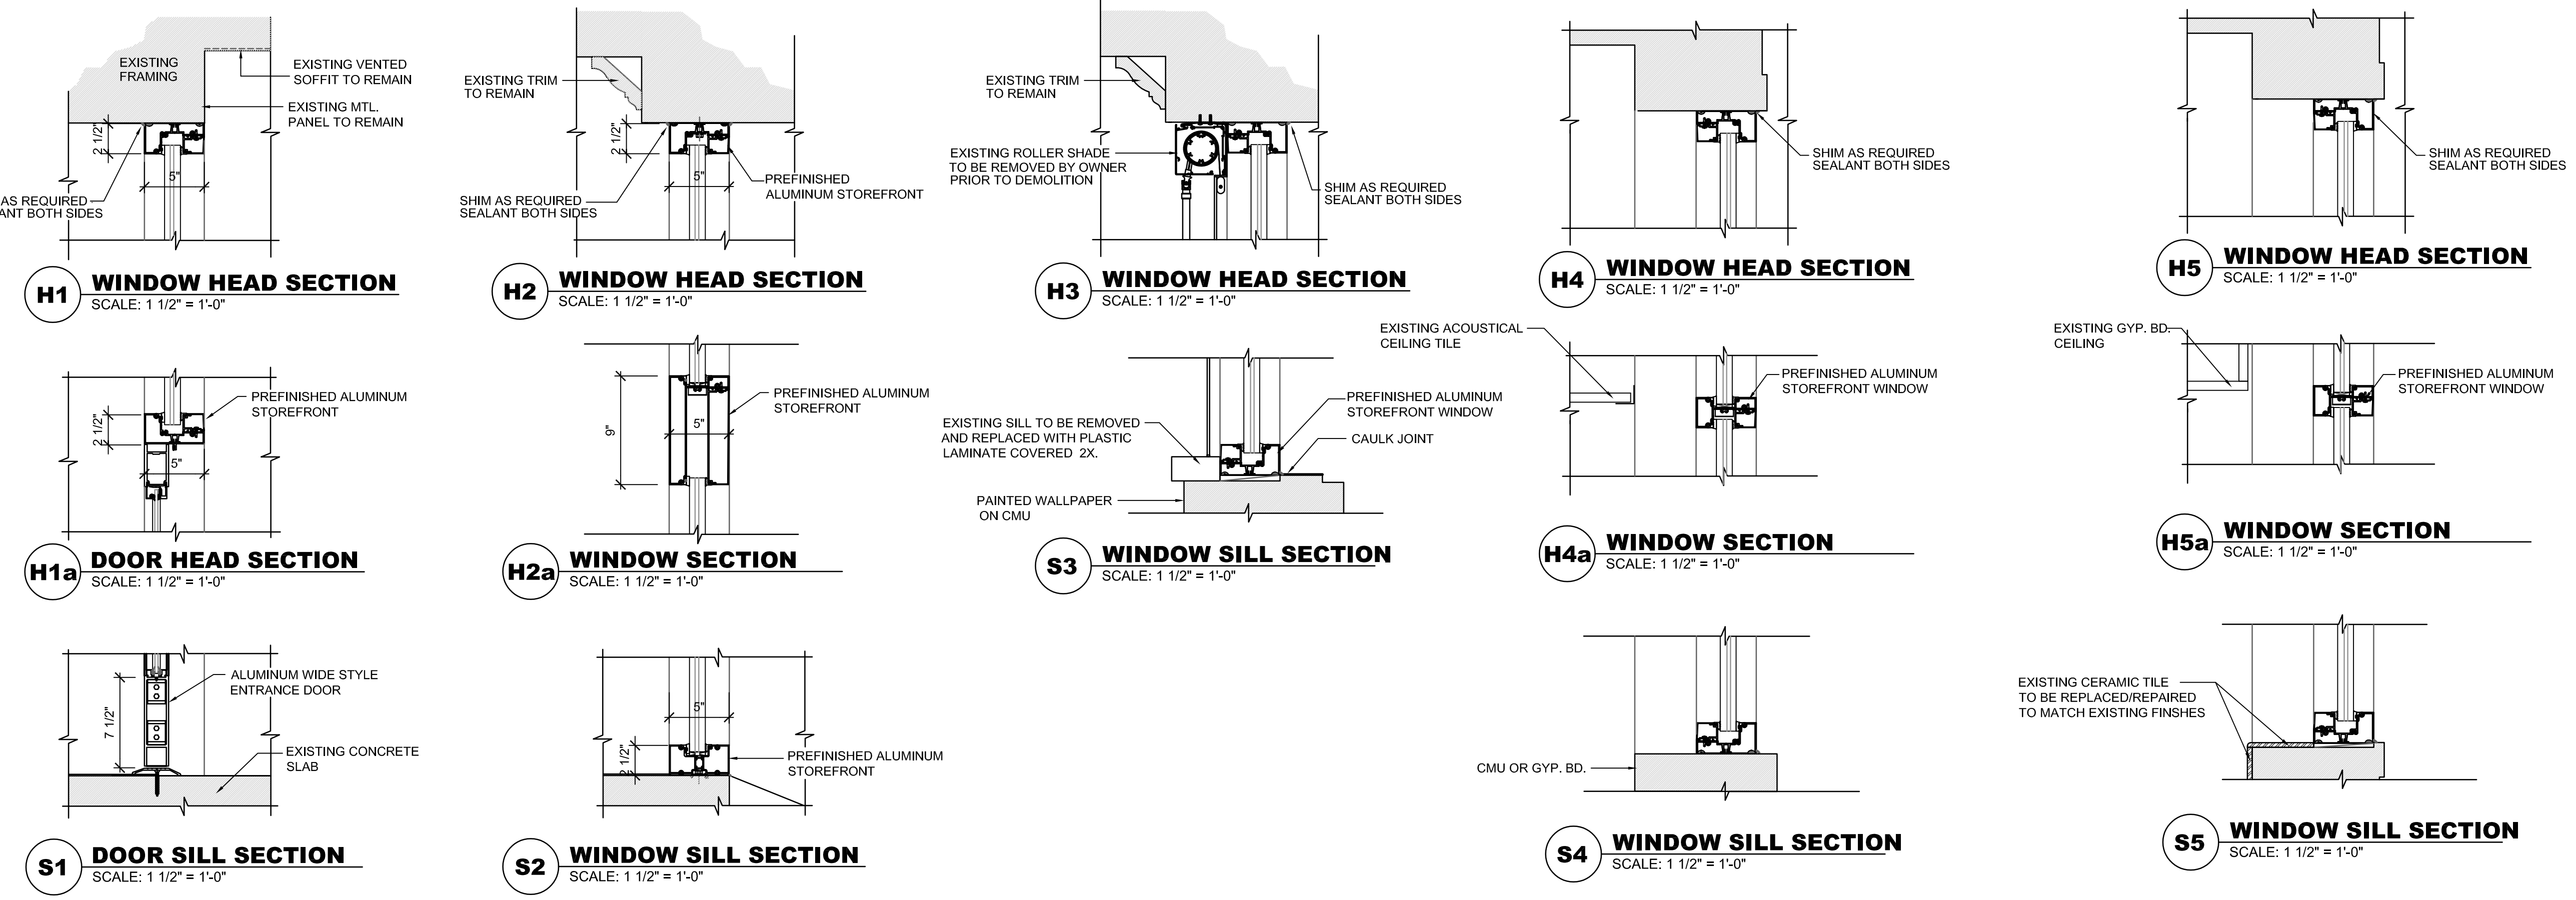 EXISTING
FRAMING
EXISTING VENTED
SOFFIT TO REMAIN
EXISTING MTL.
PANEL TO REMAIN
2 1/2"
5"
AS REQUIRED
ANT BOTH SIDES
H1
WINDOW HEAD SECTION
SCALE: 1 1/2" = 1'-0"
EXISTING TRIM
TO REMAIN
2 1/2"
5"
PREFINISHED
ALUMINUM STOREFRONT
SHIM AS REQUIRED
SEALANT BOTH SIDES
H2
WINDOW HEAD SECTION
SCALE: 1 1/2" = 1'-0"
EXISTING TRIM
TO REMAIN
EXISTING ROLLER SHADE
TO BE REMOVED BY OWNER
PRIOR TO DEMOLITION
SHIM AS REQUIRED
SEALANT BOTH SIDES
H3
WINDOW HEAD SECTION
SCALE: 1 1/2" = 1'-0"
SHIM AS REQUIRED
SEALANT BOTH SIDES
H4
WINDOW HEAD SECTION
SCALE: 1 1/2" = 1'-0"
SHIM AS REQUIRED
SEALANT BOTH SIDES
H5
WINDOW HEAD SECTION
SCALE: 1 1/2" = 1'-0"
PREFINISHED ALUMINUM
STOREFRONT
2 1/2"
5"
H1a
DOOR HEAD SECTION
SCALE: 1 1/2" = 1'-0"
PREFINISHED ALUMINUM
STOREFRONT
9"
5"
H2a
WINDOW SECTION
SCALE: 1 1/2" = 1'-0"
PREFINISHED ALUMINUM
STOREFRONT WINDOW
EXISTING SILL TO BE REMOVED
AND REPLACED WITH PLASTIC
LAMINATE COVERED 2X.
CAULK JOINT
PAINTED WALLPAPER
ON CMU
S3
WINDOW SILL SECTION
SCALE: 1 1/2" = 1'-0"
EXISTING ACOUSTICAL
CEILING TILE
PREFINISHED ALUMINUM
STOREFRONT WINDOW
H4a
WINDOW SECTION
SCALE: 1 1/2" = 1'-0"
EXISTING GYP. BD.
CEILING
PREFINISHED ALUMINUM
STOREFRONT WINDOW
H5a
WINDOW SECTION
SCALE: 1 1/2" = 1'-0"
ALUMINUM WIDE STYLE
ENTRANCE DOOR
7 1/2"
EXISTING CONCRETE
SLAB
S1
DOOR SILL SECTION
SCALE: 1 1/2" = 1'-0"
5"
2 1/2"
PREFINISHED ALUMINUM
STOREFRONT
S2
WINDOW SILL SECTION
SCALE: 1 1/2" = 1'-0"
CMU OR GYP. BD.
S4
WINDOW SILL SECTION
SCALE: 1 1/2" = 1'-0"
EXISTING CERAMIC TILE
TO BE REPLACED/REPAIRED
TO MATCH EXISTING FINSHES
S5
WINDOW SILL SECTION
SCALE: 1 1/2" = 1'-0"